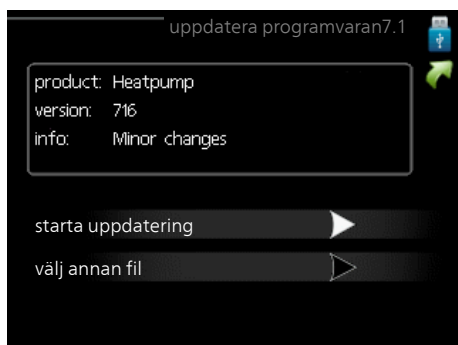 uppdatera programvaran7.1
product: Heatpump
version: 716
info: Minor changes
starta uppdatering
välj annan fil